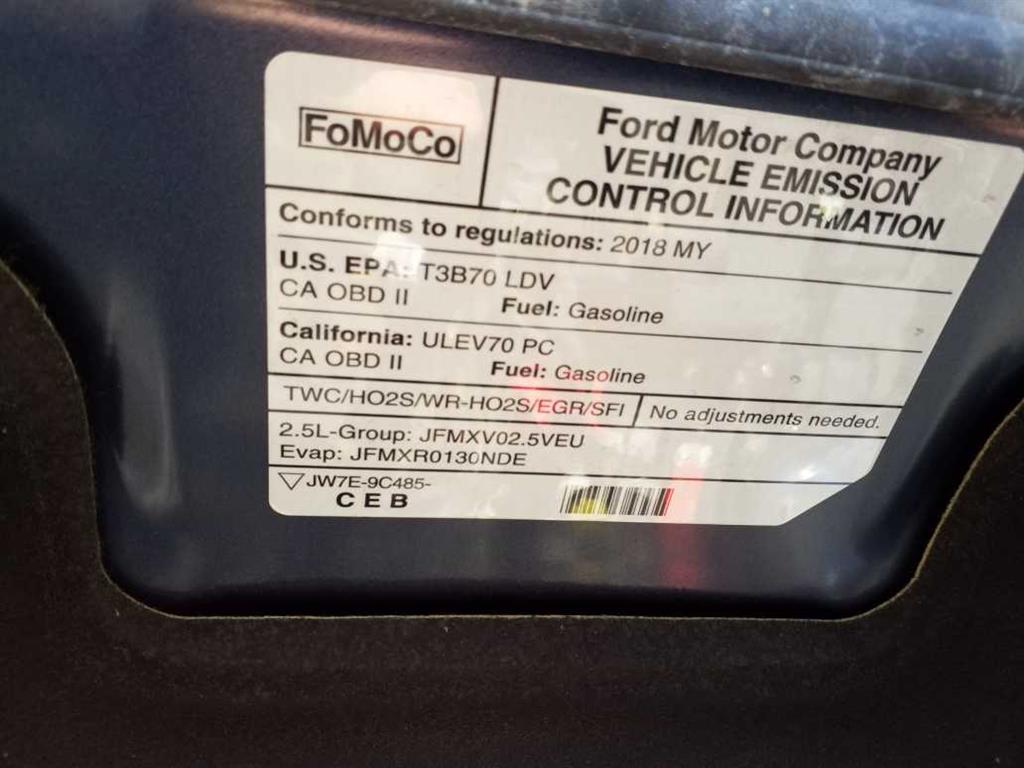 FoMoCo
Ford Motor Company
VEHICLE EMISSION
CONTROL INFORMATION
Conforms to regulations: 2018 MY
U.S. EPA: T3B70 LDV
CA OBD II Fuel: Gasoline
California: ULEV70 PC
CA OBD II Fuel: Gasoline
TWC/HO2S/WR-HO2S/EGR/SFI No adjustments needed.
2.5L-Group: JFMXV02.5VEU
Evap: JFMXR0130NDE
JW7E-9C485-
CEB